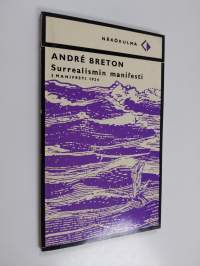 NÄKÖKULMA
ANDRÉ BRETON
Surrealismin manifesti
I MANIFESTI 1924